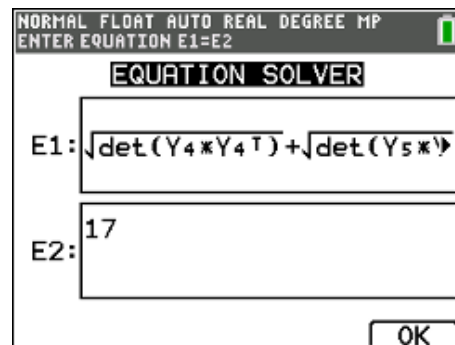 NORMAL FLOAT AUTO REAL DEGREE MP
ENTER EQUATION E1=E2
EQUATION SOLVER
E1: √det(Y₄*Y₄ᵀ)+√det(Y₅*
E2: 17
OK